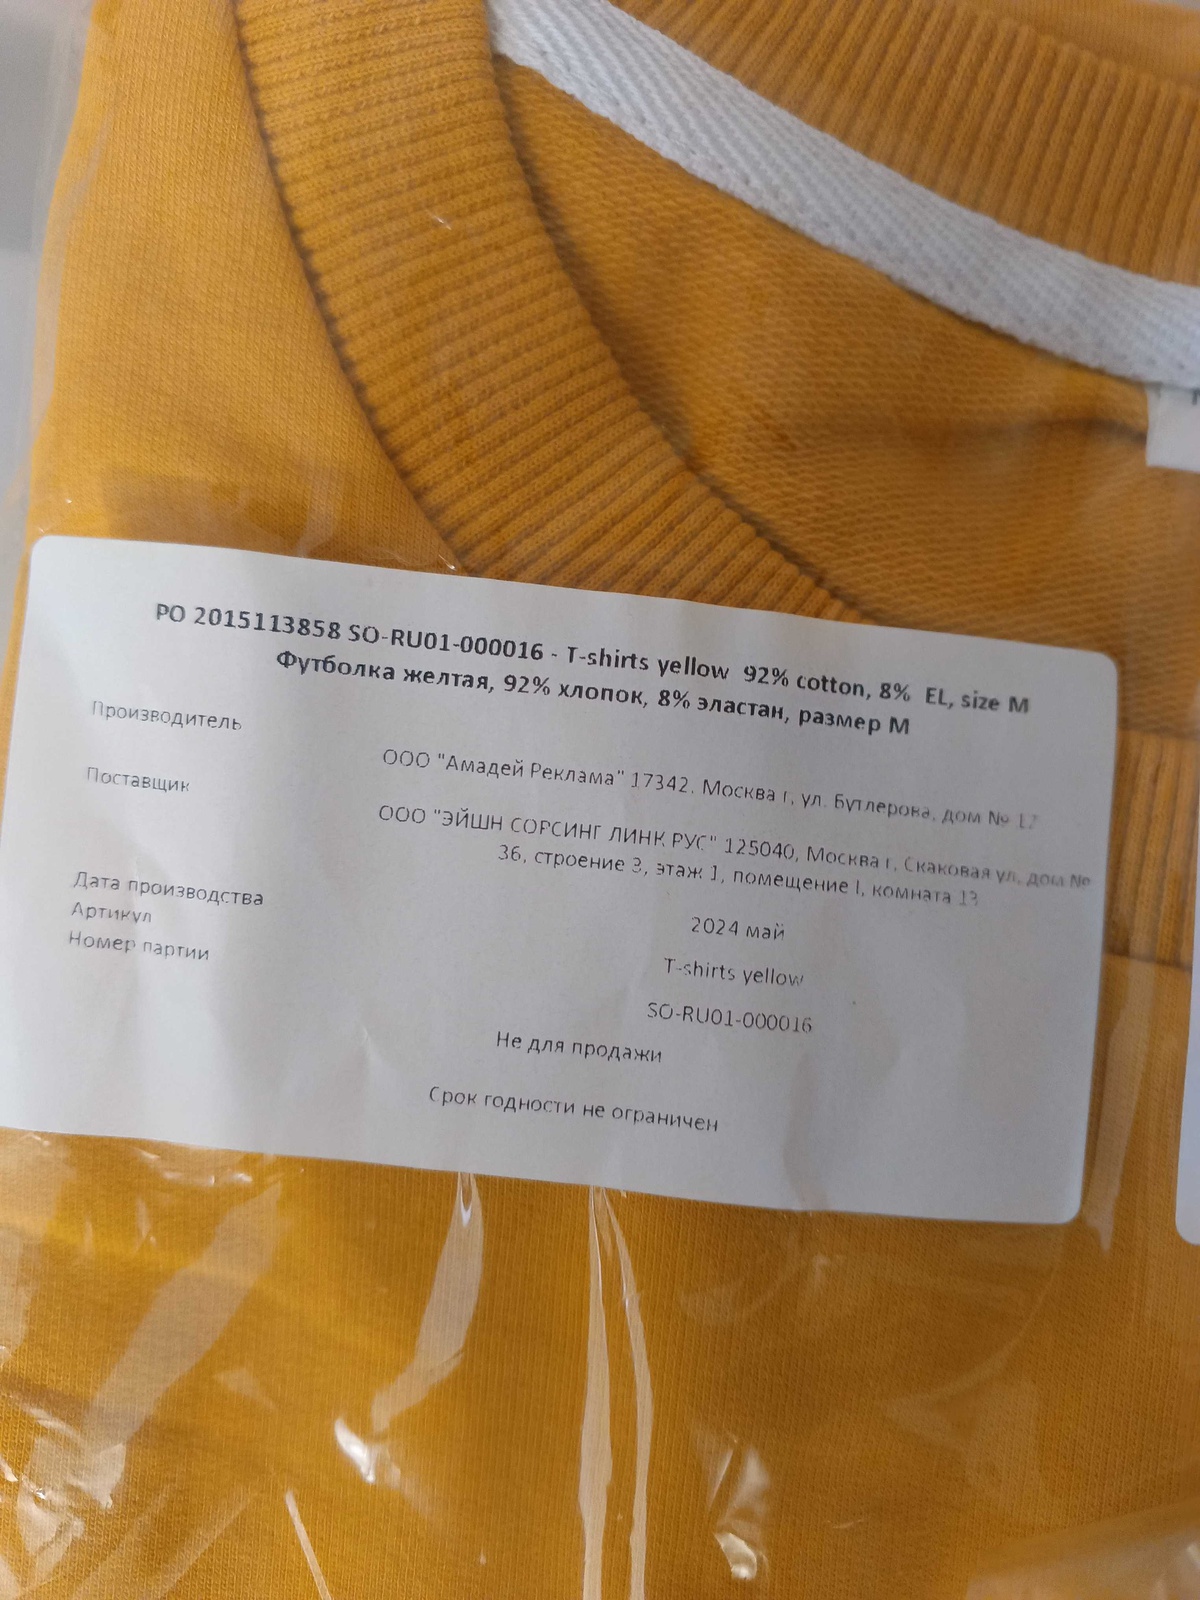 PO 2015113858 SO-RU01-000016 - T-shirts yellow 92% cotton, 8% EL, size M
Футболка желтая, 92% хлопок, 8% эластан, размер М
Производитель
ООО "Амадей Реклама" 17342, Москва г, ул. Бутлерова, дом №
Поставщик
ООО "ЭЙШН СОРСИНГ ЛИНК РУС" 125040, Москва г, Скаковая ул, дом №
36, строение 3, этаж 1, помещение I, комната 13
Дата производства
2024 май
Артикул
T-shirts yellow
Номер партии
SO-RU01-000016
Не для продажи
Срок годности не ограничен